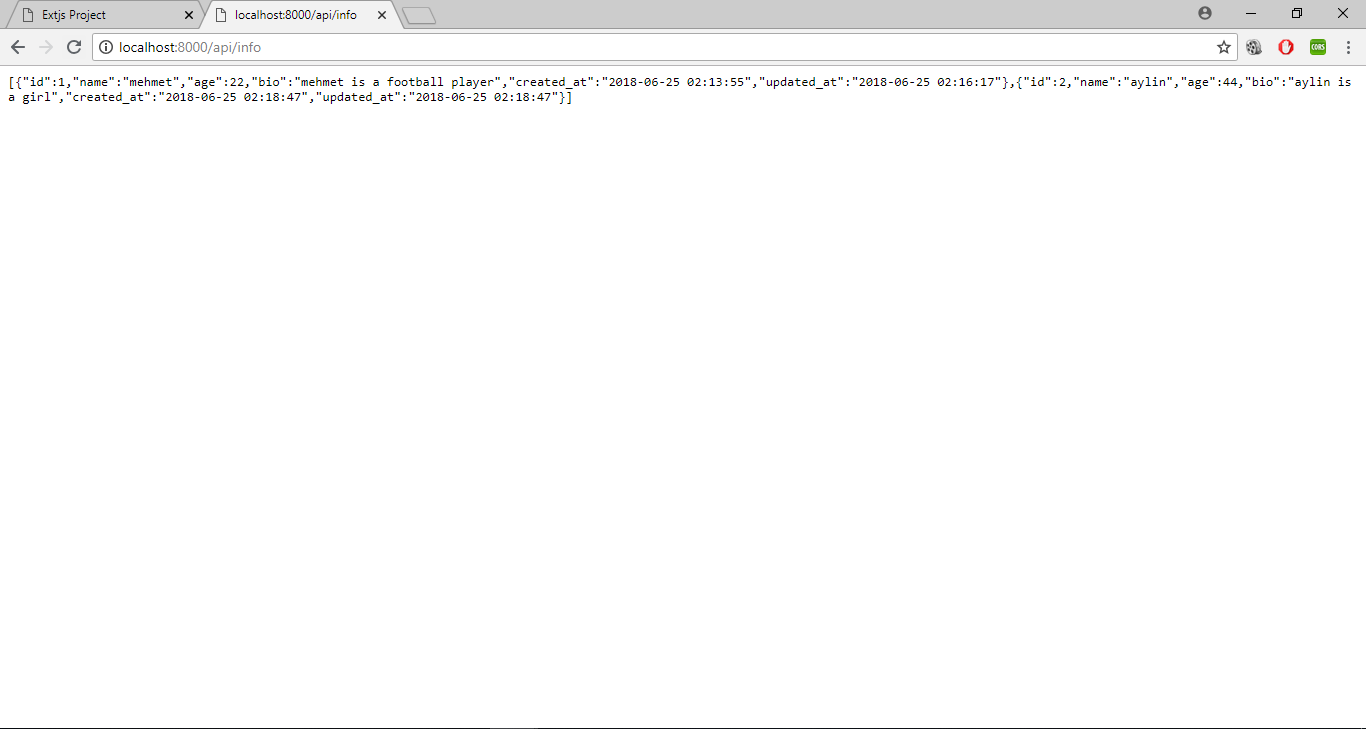 Extjs Project
localhost:8000/api/info
localhost:8000/api/info
CORS
[{"id":1,"name":"mehmet","age":22,"bio":"mehmet is a football player","created_at":"2018-06-25 02:13:55","updated_at":"2018-06-25 02:16:17"},{"id":2,"name":"aylin","age":44,"bio":"aylin is
a girl","created_at":"2018-06-25 02:18:47","updated_at":"2018-06-25 02:18:47"}]